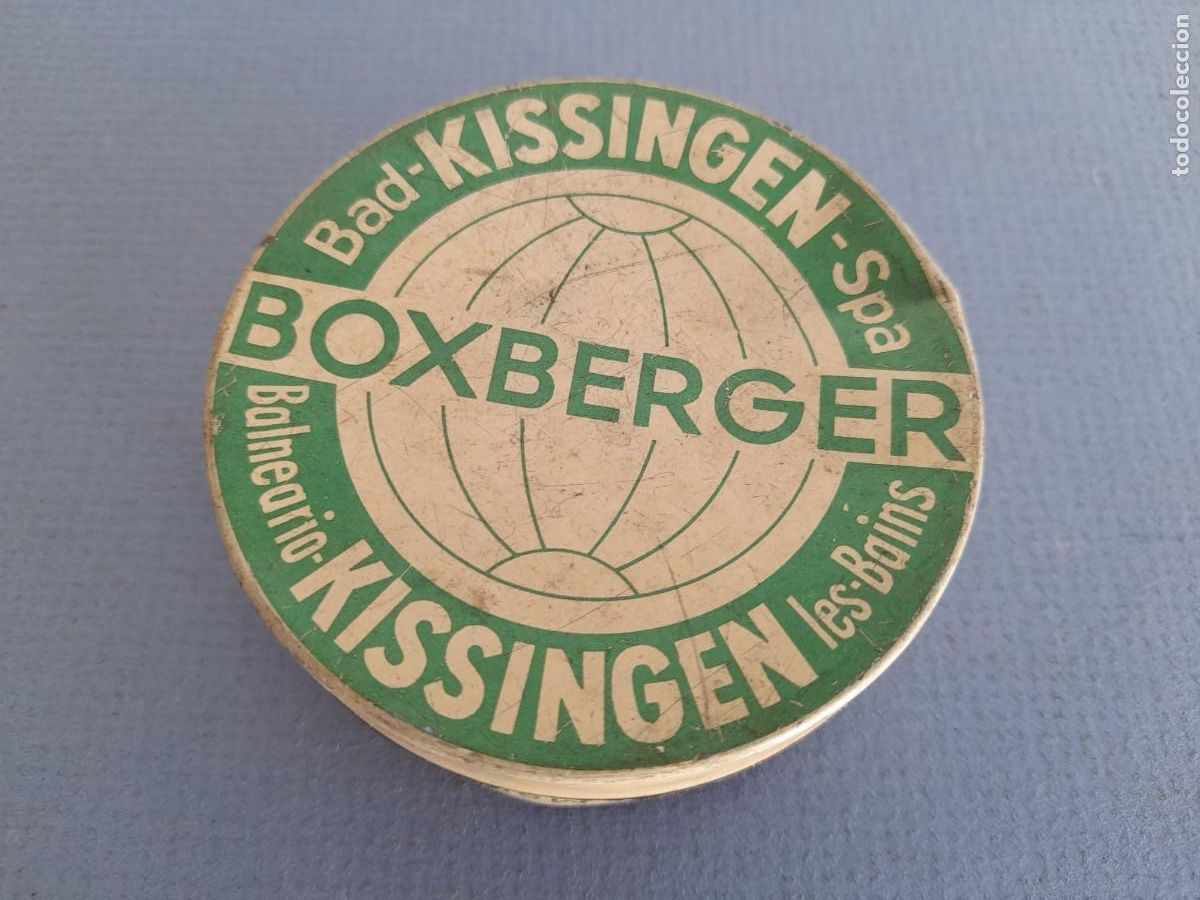 Bad-KISSINGEN-Spa
BOXBERGER
Balneario-KISSINGEN les-Bains
todocoleccion